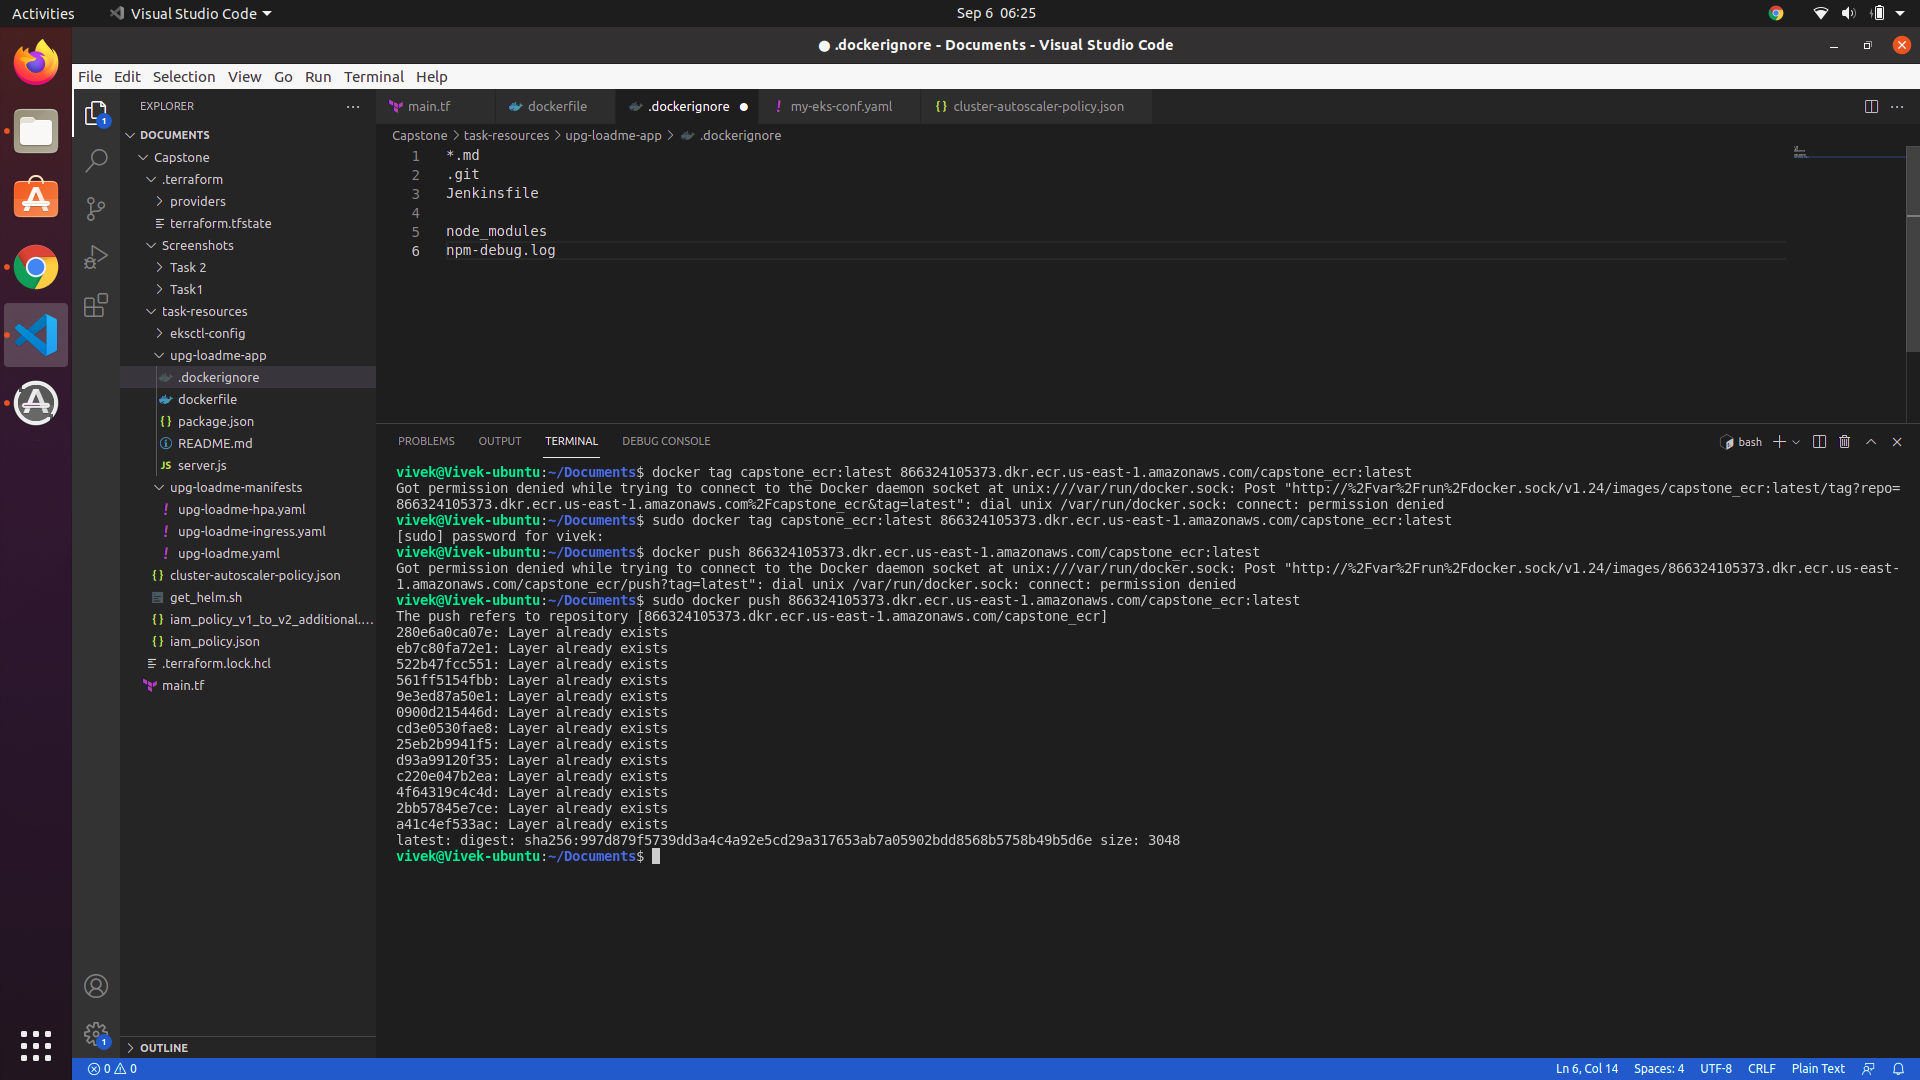 Activities
Visual Studio Code
Sep 6 06:25
.dockerignore - Documents - Visual Studio Code
File Edit Selection View Go Run Terminal Help
1
EXPLORER
DOCUMENTS
Capstone
.terraform
providers
terraform.tfstate
Screenshots
Task 2
Task1
task-resources
eksctl-config
upg-loadme-app
.dockerignore
dockerfile
package.json
README.md
JS server.js
upg-loadme-manifests
upg-loadme-hpa.yaml
upg-loadme-ingress.yaml
upg-loadme.yaml
cluster-autoscaler-policy.json
get_helm.sh
iam_policy_v1_to_v2_additional....
iam_policy.json
.terraform.lock.hcl
main.tf
OUTLINE
1
main.tf
dockerfile
.dockerignore
my-eks-conf.yaml
cluster-autoscaler-policy.json
Capstone > task-resources > upg-loadme-app > .dockerignore
1 *.md
2 .git
3 Jenkinsfile
4
5 node_modules
6 npm-debug.log
PROBLEMS OUTPUT TERMINAL DEBUG CONSOLE
bash
vivek@Vivek-ubuntu:~/Documents$ docker tag capstone_ecr:latest 866324105373.dkr.ecr.us-east-1.amazonaws.com/capstone_ecr:latest
Got permission denied while trying to connect to the Docker daemon socket at unix:///var/run/docker.sock: Post "http://%2Fvar%2Frun%2Fdocker.sock/v1.24/images/capstone_ecr:latest/tag?repo=
866324105373.dkr.ecr.us-east-1.amazonaws.com%2Fcapstone_ecr&tag=latest": dial unix /var/run/docker.sock: connect: permission denied
vivek@Vivek-ubuntu:~/Documents$ sudo docker tag capstone_ecr:latest 866324105373.dkr.ecr.us-east-1.amazonaws.com/capstone_ecr:latest
[sudo] password for vivek:
vivek@Vivek-ubuntu:~/Documents$ docker push 866324105373.dkr.ecr.us-east-1.amazonaws.com/capstone_ecr:latest
Got permission denied while trying to connect to the Docker daemon socket at unix:///var/run/docker.sock: Post "http://%2Fvar%2Frun%2Fdocker.sock/v1.24/images/866324105373.dkr.ecr.us-east-
1.amazonaws.com/capstone_ecr/push?tag=latest": dial unix /var/run/docker.sock: connect: permission denied
vivek@Vivek-ubuntu:~/Documents$ sudo docker push 866324105373.dkr.ecr.us-east-1.amazonaws.com/capstone_ecr:latest
The push refers to repository [866324105373.dkr.ecr.us-east-1.amazonaws.com/capstone_ecr]
280e6a0ca07e: Layer already exists
eb7c80fa72e1: Layer already exists
522b47fcc551: Layer already exists
561ff5154fbb: Layer already exists
9e3ed87a50e1: Layer already exists
0900d215446d: Layer already exists
cd3e0530fae8: Layer already exists
25eb2b9941f5: Layer already exists
d93a99120f35: Layer already exists
c220e047b2ea: Layer already exists
4f64319c4c4d: Layer already exists
2bb57845e7ce: Layer already exists
a41c4ef533ac: Layer already exists
latest: digest: sha256:997d879f5739dd3a4c4a92e5cd29a317653ab7a05902bdd8568b5758b49b5d6e size: 3048
vivek@Vivek-ubuntu:~/Documents$
0 0
Ln 6, Col 14 Spaces: 4 UTF-8 CRLF Plain Text